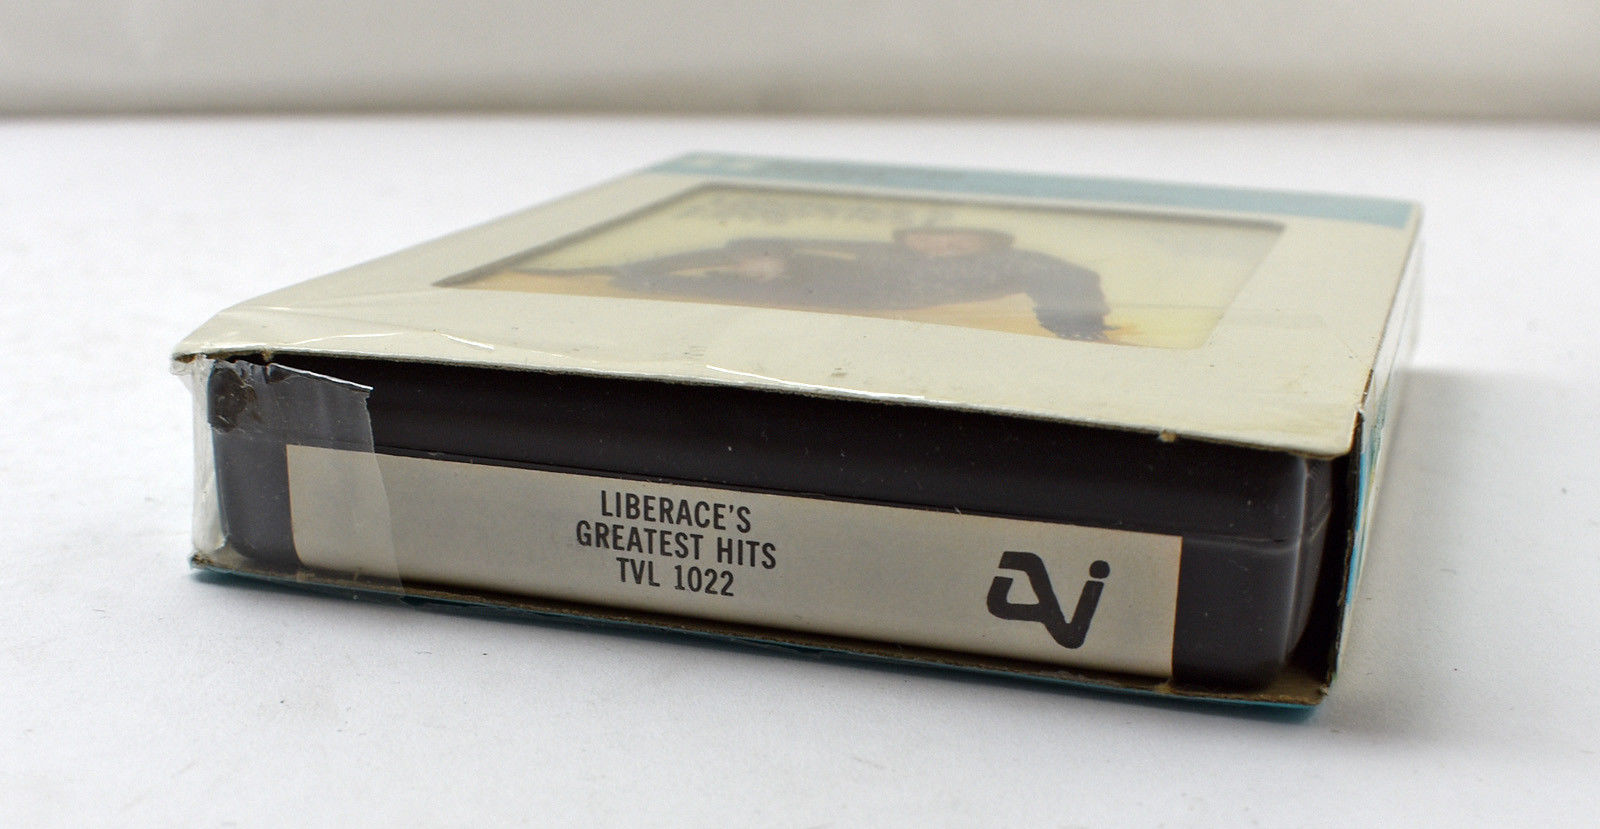 LIBERACE'S
GREATEST HITS
TVL 1022
AVI